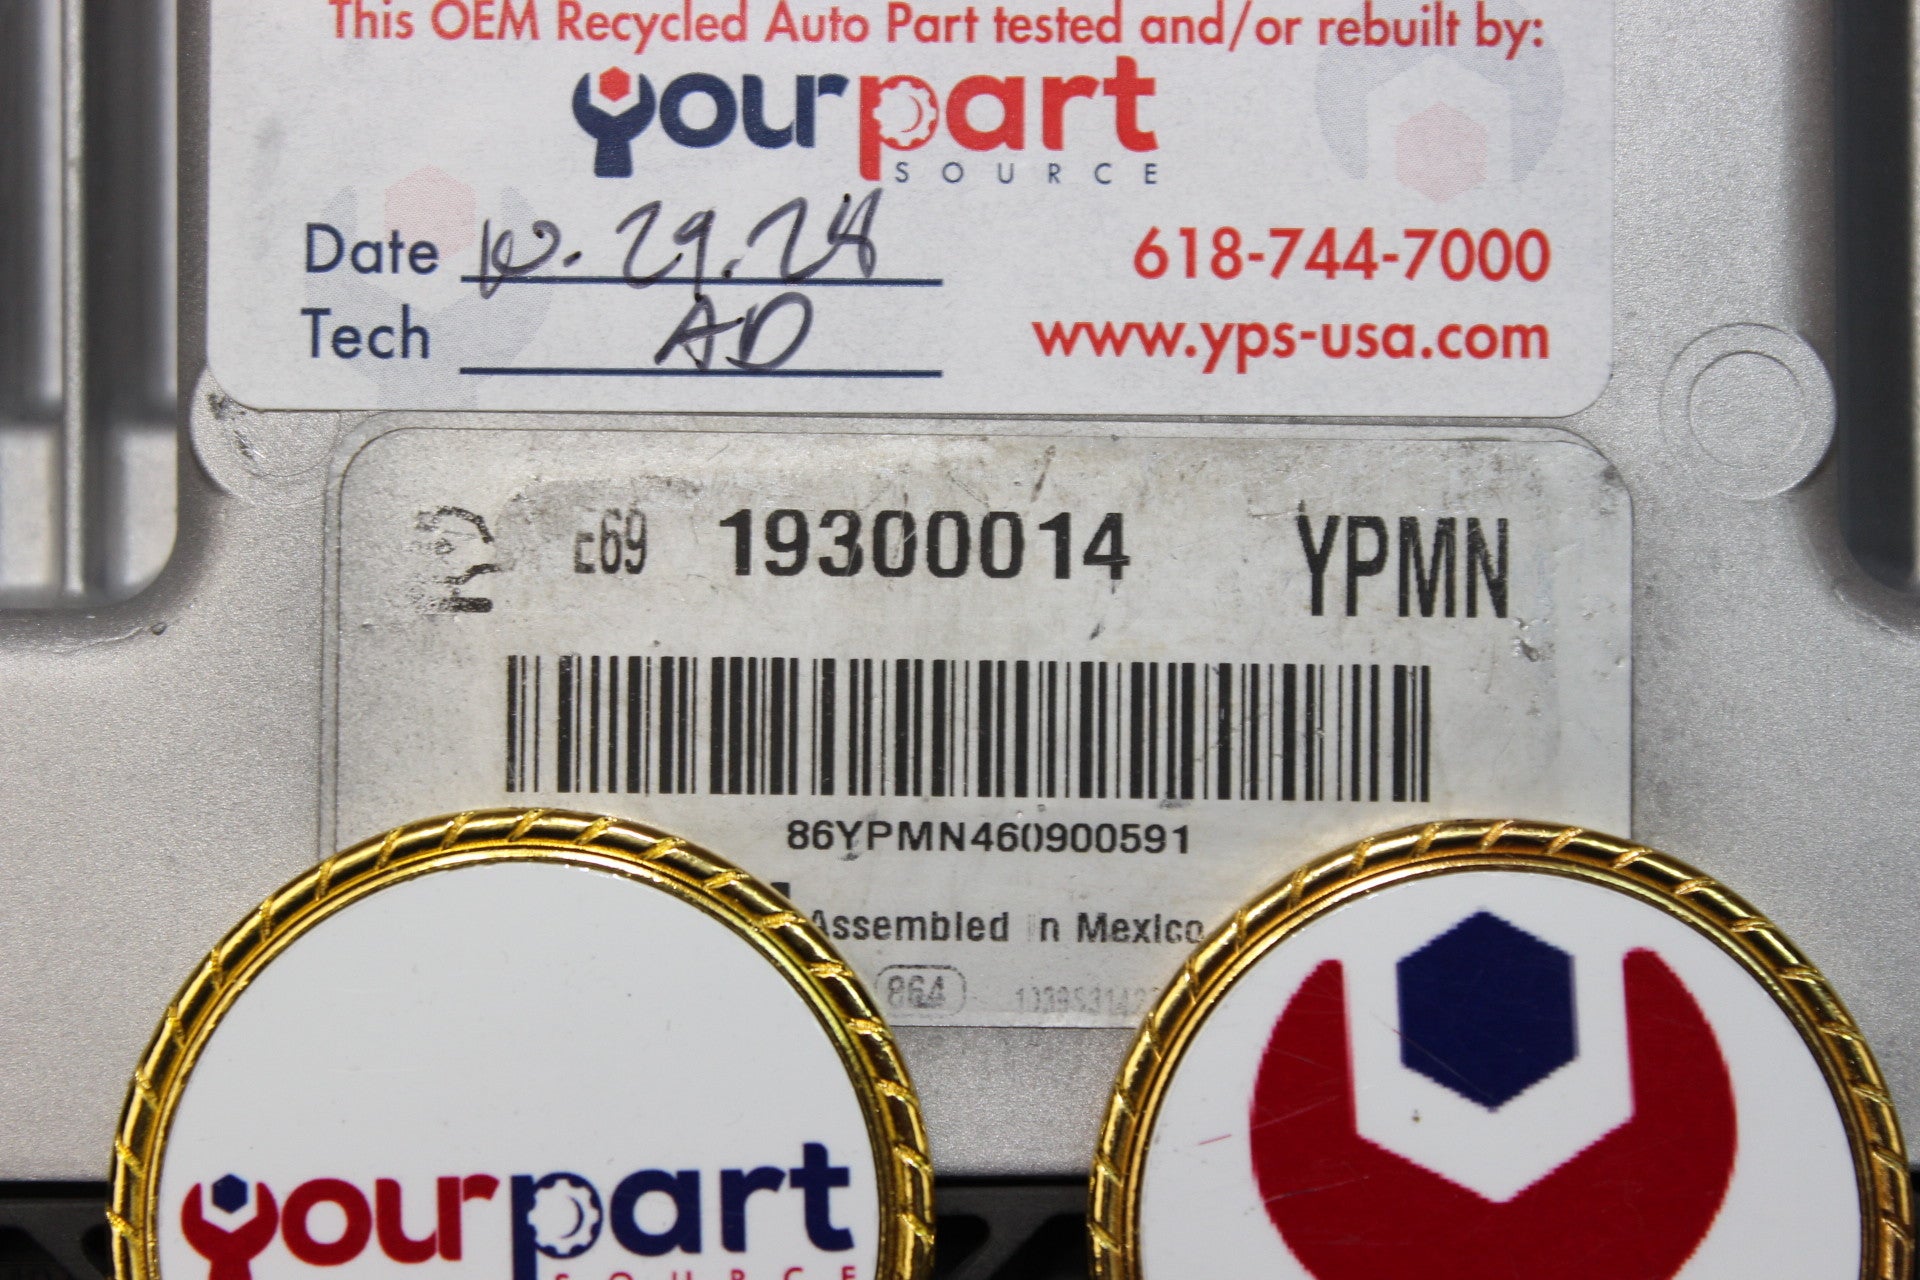 This OEM Recycled Auto Part tested and/or rebuilt by:
yourpart
SOURCE
Date 10.29.24
618-744-7000
Tech AD
www.yps-usa.com
E69 19300014 YPMN
86YPMN460900591
Assembled in Mexico
864
yourpart
SOURCE